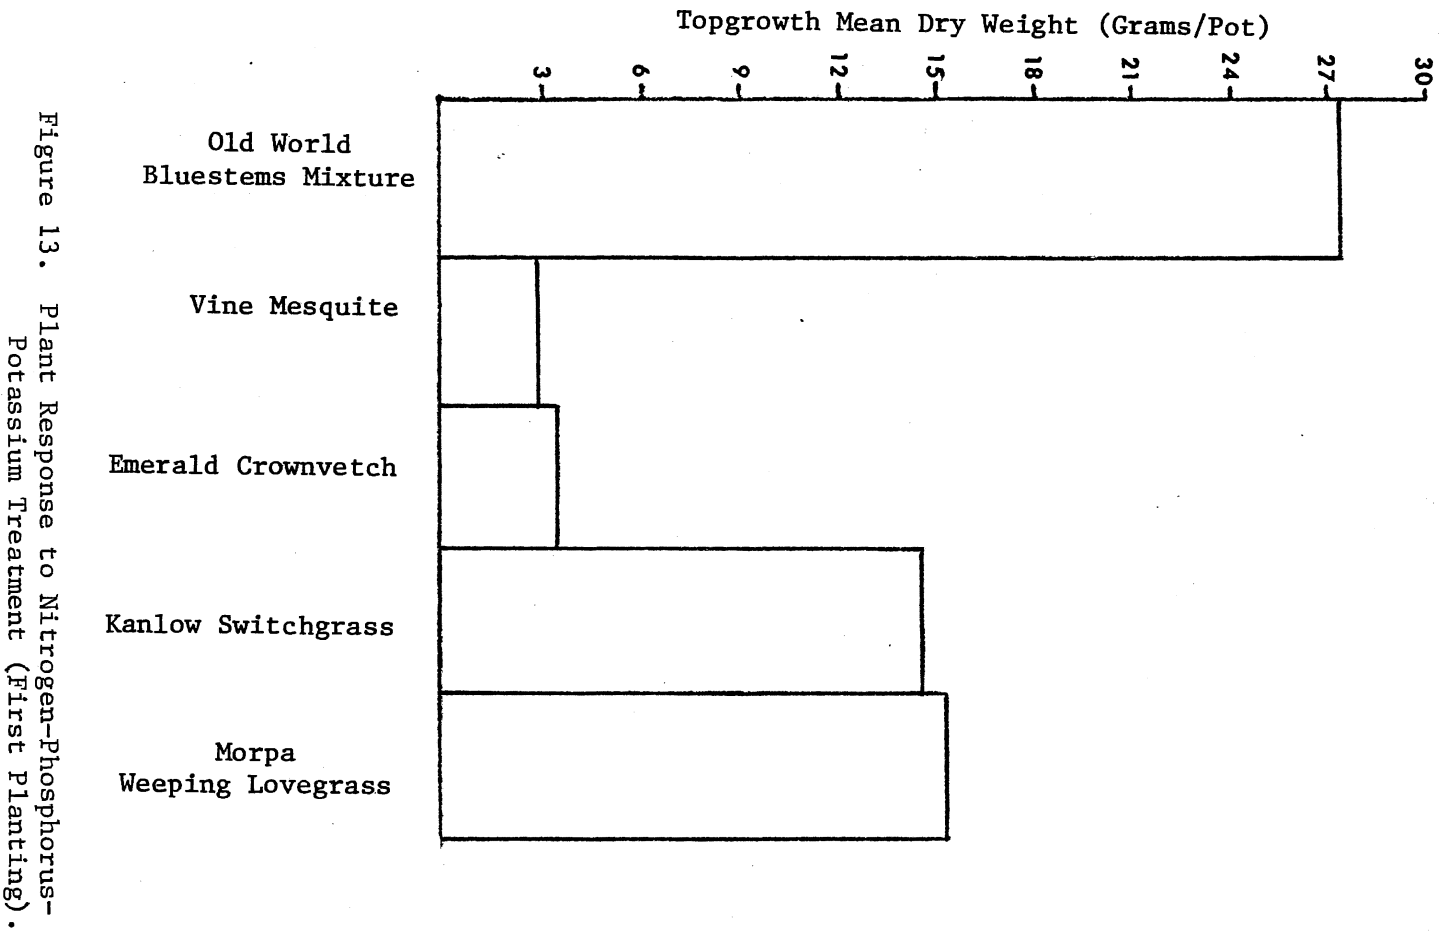 Topgrowth Mean Dry Weight (Grams/Pot)
3 6 9 12 15 18 21 24 27 30
Old World
Bluestems Mixture
Vine Mesquite
Emerald Crownvetch
Kanlow Switchgrass
Morpa
Weeping Lovegrass
Figure 13. Plant Response to Nitrogen-Phosphorus-
Potassium Treatment (First Planting).